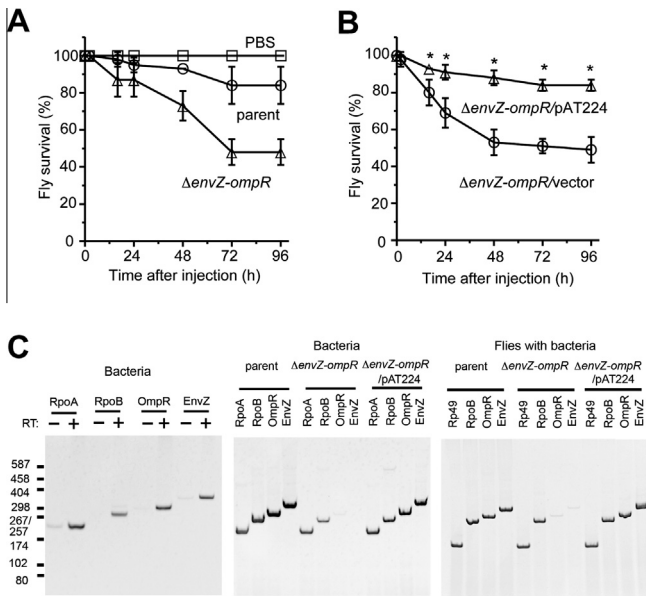 A
PBS
parent
ΔenvZ-ompR
Fly survival (%)
100
80
60
40
20
0
0 24 48 72 96
Time after injection (h)
B
* * * * * *
ΔenvZ-ompR/pAT224
ΔenvZ-ompR/vector
Fly survival (%)
100
80
60
40
20
0
0 24 48 72 96
Time after injection (h)
C
Bacteria
RpoA RpoB OmpR EnvZ
RT: − + − + − + − +
587
458
404
298
267/
257
174
102
80
Bacteria
parent ΔenvZ-ompR ΔenvZ-ompR
/pAT224
RpoA RpoB OmpR EnvZ RpoA RpoB OmpR EnvZ RpoA RpoB OmpR EnvZ
Flies with bacteria
parent ΔenvZ-ompR ΔenvZ-ompR
/pAT224
Rp49 RpoB OmpR EnvZ Rp49 RpoB OmpR EnvZ Rp49 RpoB OmpR EnvZ